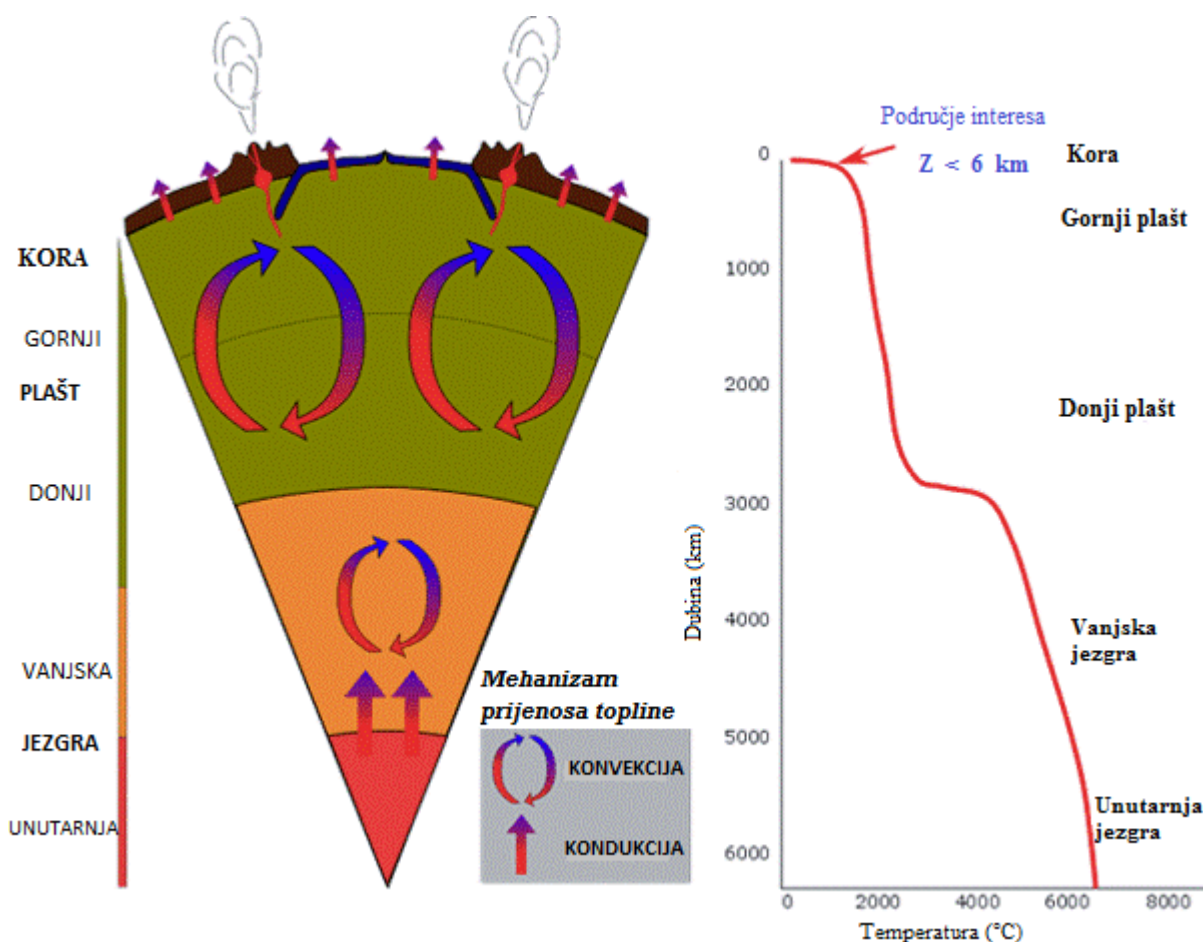 KORA
GORNJI
PLAŠT
DONJI
VANJSKA
JEZGRA
UNUTARNJA
Mehanizam
prijenosa topline
KONVEKCIJA
KONDUKCIJA
Područje interesa
Z < 6 km
Kora
Gornji plašt
Donji plašt
Vanjska
jezgra
Unutarnja
jezgra
Dubina (km)
0
1000
2000
3000
4000
5000
6000
0 2000 4000 6000 8000
Temperatura (°C)